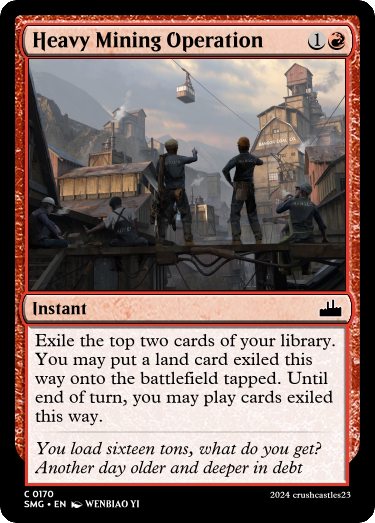 Heavy Mining Operation 1
Instant
Exile the top two cards of your library.
You may put a land card exiled this
way onto the battlefield tapped. Until
end of turn, you may play cards exiled
this way.
You load sixteen tons, what do you get?
Another day older and deeper in debt
C 0170
SMG • EN WENBIAO YI
2024 crushcastles23